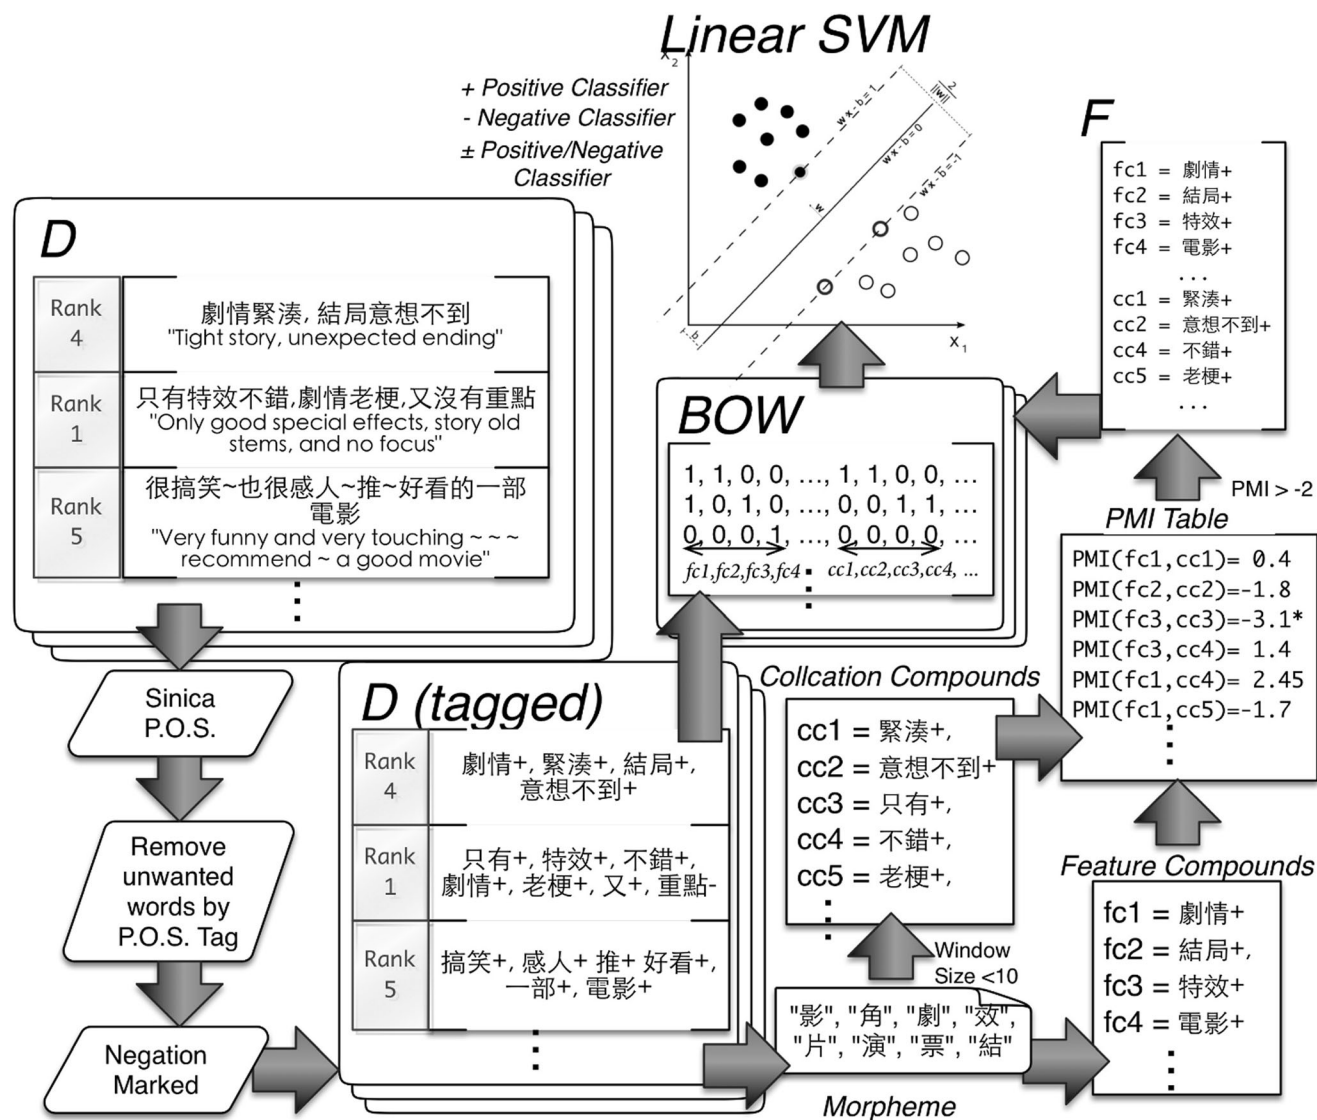 Linear SVM
+ Positive Classifier
- Negative Classifier
± Positive/Negative
Classifier
X2
X1
w x - b = 1
w x - b = 0
w x - b = -1
2
||w||
w
b
D
Rank
4
劇情緊湊, 結局意想不到
"Tight story, unexpected ending"
Rank
1
只有特效不錯,劇情老梗,又沒有重點
"Only good special effects, story old
stems, and no focus"
Rank
5
很搞笑~也很感人~推~好看的一部
電影
"Very funny and very touching ~ ~ ~
recommend ~ a good movie"
Sinica
P.O.S.
Remove
unwanted
words by
P.O.S. Tag
Negation
Marked
D (tagged)
Rank
4
劇情+, 緊湊+, 結局+,
意想不到+
Rank
1
只有+, 特效+, 不錯+,
劇情+, 老梗+, 又+, 重點-
Rank
5
搞笑+, 感人+ 推+ 好看+,
一部+, 電影+
BOW
1, 1, 0, 0, ..., 1, 1, 0, 0, ...
1, 0, 1, 0, ..., 0, 0, 1, 1, ...
0, 0, 0, 1, ..., 0, 0, 0, 0, ...
fc1,fc2,fc3,fc4
cc1,cc2,cc3,cc4, ...
F
fc1 = 劇情+
fc2 = 結局+
fc3 = 特效+
fc4 = 電影+
...
cc1 = 緊湊+
cc2 = 意想不到+
cc4 = 不錯+
cc5 = 老梗+
...
PMI > -2
PMI Table
PMI(fc1,cc1)= 0.4
PMI(fc2,cc2)=-1.8
PMI(fc3,cc3)=-3.1*
PMI(fc3,cc4)= 1.4
PMI(fc1,cc4)= 2.45
PMI(fc1,cc5)=-1.7
Collcation Compounds
cc1 = 緊湊+,
cc2 = 意想不到+
cc3 = 只有+,
cc4 = 不錯+,
cc5 = 老梗+,
Window
Size <10
"影", "角", "劇", "效",
"片", "演", "票", "結"
Morpheme
Feature Compounds
fc1 = 劇情+
fc2 = 結局+,
fc3 = 特效+
fc4 = 電影+